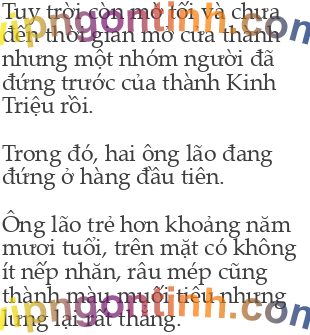 Tuy trời còn mờ tối và chưa
đến thời gian mở cửa thành
nhưng một nhóm người đã
đứng trước của thành Kinh
Triệu rồi.
Trong đó, hai ông lão đang
đứng ở hàng đầu tiên.
Ông lão trẻ hơn khoảng năm
mươi tuổi, trên mặt có không
ít nếp nhăn, râu mép cũng
thành màu muối tiêu nhưng
lưng lại rất thẳng.